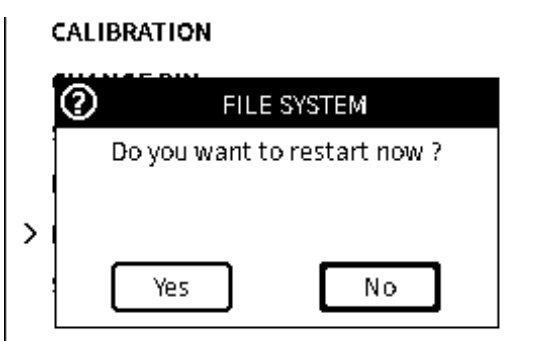 CALIBRATION
FILE SYSTEM
Do you want to restart now ?
Yes
No